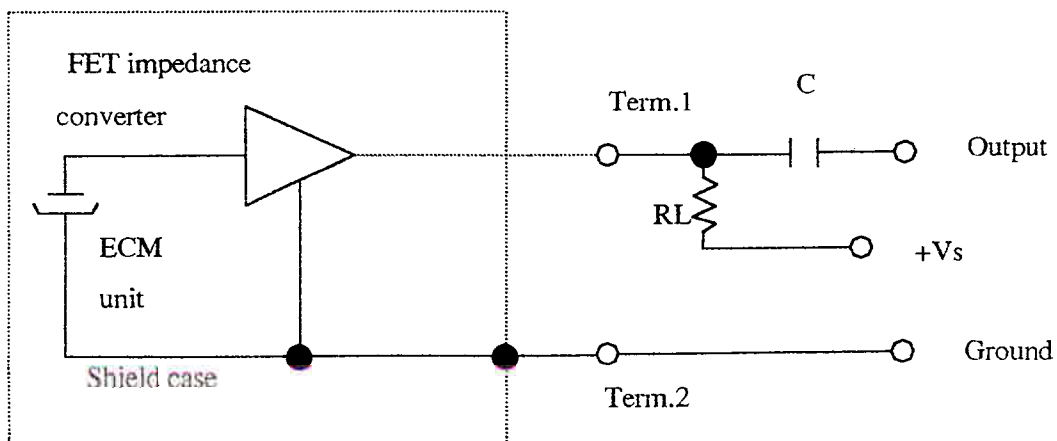 FET impedance
converter
Term.1
C
Output
RL
+Vs
ECM
unit
Ground
Shield case
Term.2